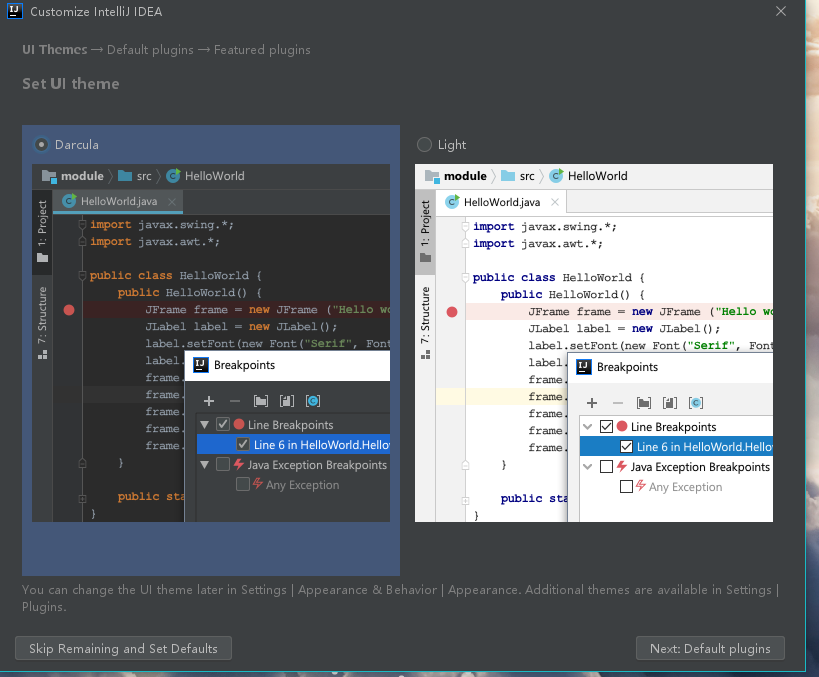 IJ Customize IntelliJ IDEA
UI Themes → Default plugins → Featured plugins
Set UI theme
Darcula
module src HelloWorld
HelloWorld.java
1: Project
7: Structure
import javax.swing.*;
import javax.awt.*;
public class HelloWorld {
public HelloWorld() {
JFrame frame = new JFrame ("Hello wo
JLabel label = new JLabel();
label.setFont(new Font("Serif", Font
label.
frame.
frame.
frame.
frame.
frame.
}
public sta
}
IJ Breakpoints
Line Breakpoints
Line 6 in HelloWorld.Hello
Java Exception Breakpoints
Any Exception
Light
module src HelloWorld
HelloWorld.java
1: Project
7: Structure
import javax.swing.*;
import javax.awt.*;
public class HelloWorld {
public HelloWorld() {
JFrame frame = new JFrame ("Hello wo
JLabel label = new JLabel();
label.setFont(new Font("Serif", Font
label.
frame.
frame.
frame.
frame.
frame.
}
public sta
}
IJ Breakpoints
Line Breakpoints
Line 6 in HelloWorld.Hello
Java Exception Breakpoints
Any Exception
You can change the UI theme later in Settings | Appearance & Behavior | Appearance. Additional themes are available in Settings |
Plugins.
Skip Remaining and Set Defaults
Next: Default plugins